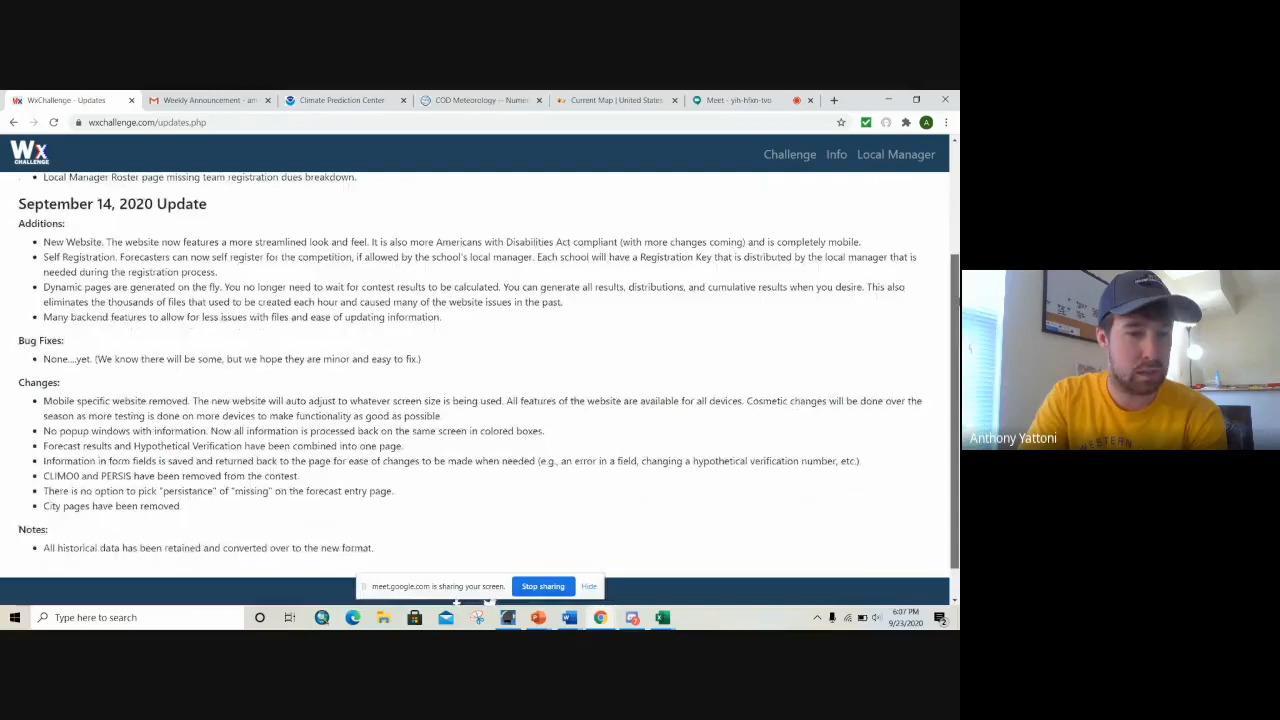 WxChallenge - Updates
Weekly Announcement - am
Climate Prediction Center
COD Meteorology -- Nume
Current Map | United States
Meet - yih-hfxn-tvo
wxchallenge.com/updates.php
A
Wx
CHALLENGE
Challenge Info Local Manager
Local Manager Roster page missing team registration dues breakdown.
September 14, 2020 Update
Additions:
New Website. The website now features a more streamlined look and feel. It is also more Americans with Disabilities Act compliant (with more changes coming) and is completely mobile.
Self Registration. Forecasters can now self register for the competition, if allowed by the school's local manager. Each school will have a Registration Key that is distributed by the local manager that is
needed during the registration process.
Dynamic pages are generated on the fly. You no longer need to wait for contest results to be calculated. You can generate all results, distributions, and cumulative results when you desire. This also
eliminates the thousands of files that used to be created each hour and caused many of the website issues in the past.
Many backend features to allow for less issues with files and ease of updating information.
Bug Fixes:
None....yet. (We know there will be some, but we hope they are minor and easy to fix.)
Changes:
Mobile specific website removed. The new website will auto adjust to whatever screen size is being used. All features of the website are available for all devices. Cosmetic changes will be done over the
season as more testing is done on more devices to make functionality as good as possible.
No popup windows with information. Now all information is processed back on the same screen in colored boxes.
Forecast results and Hypothetical Verification have been combined into one page.
Information in form fields is saved and returned back to the page for ease of changes to be made when needed (e.g., an error in a field, changing a hypothetical verification number, etc.)
CLIMO0 and PERSIS have been removed from the contest.
There is no option to pick "persistance" of "missing" on the forecast entry page.
City pages have been removed.
Notes:
All historical data has been retained and converted over to the new format.
meet.google.com is sharing your screen. Stop sharing Hide
Type here to search
6:07 PM
9/23/2020
2
Anthony Yattoni
WESTERN